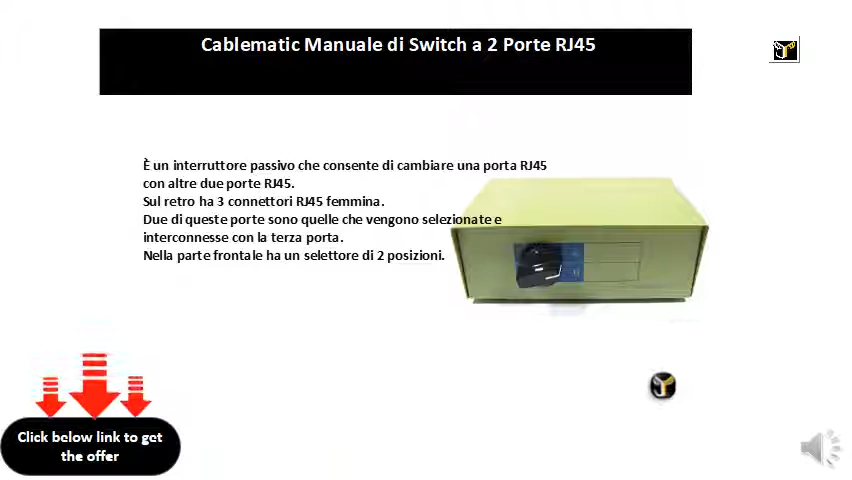 Cablematic Manuale di Switch a 2 Porte RJ45
È un interruttore passivo che consente di cambiare una porta RJ45
con altre due porte RJ45.
Sul retro ha 3 connettori RJ45 femmina.
Due di queste porte sono quelle che vengono selezionate e
interconnesse con la terza porta.
Nella parte frontale ha un selettore di 2 posizioni.
Click below link to get
the offer